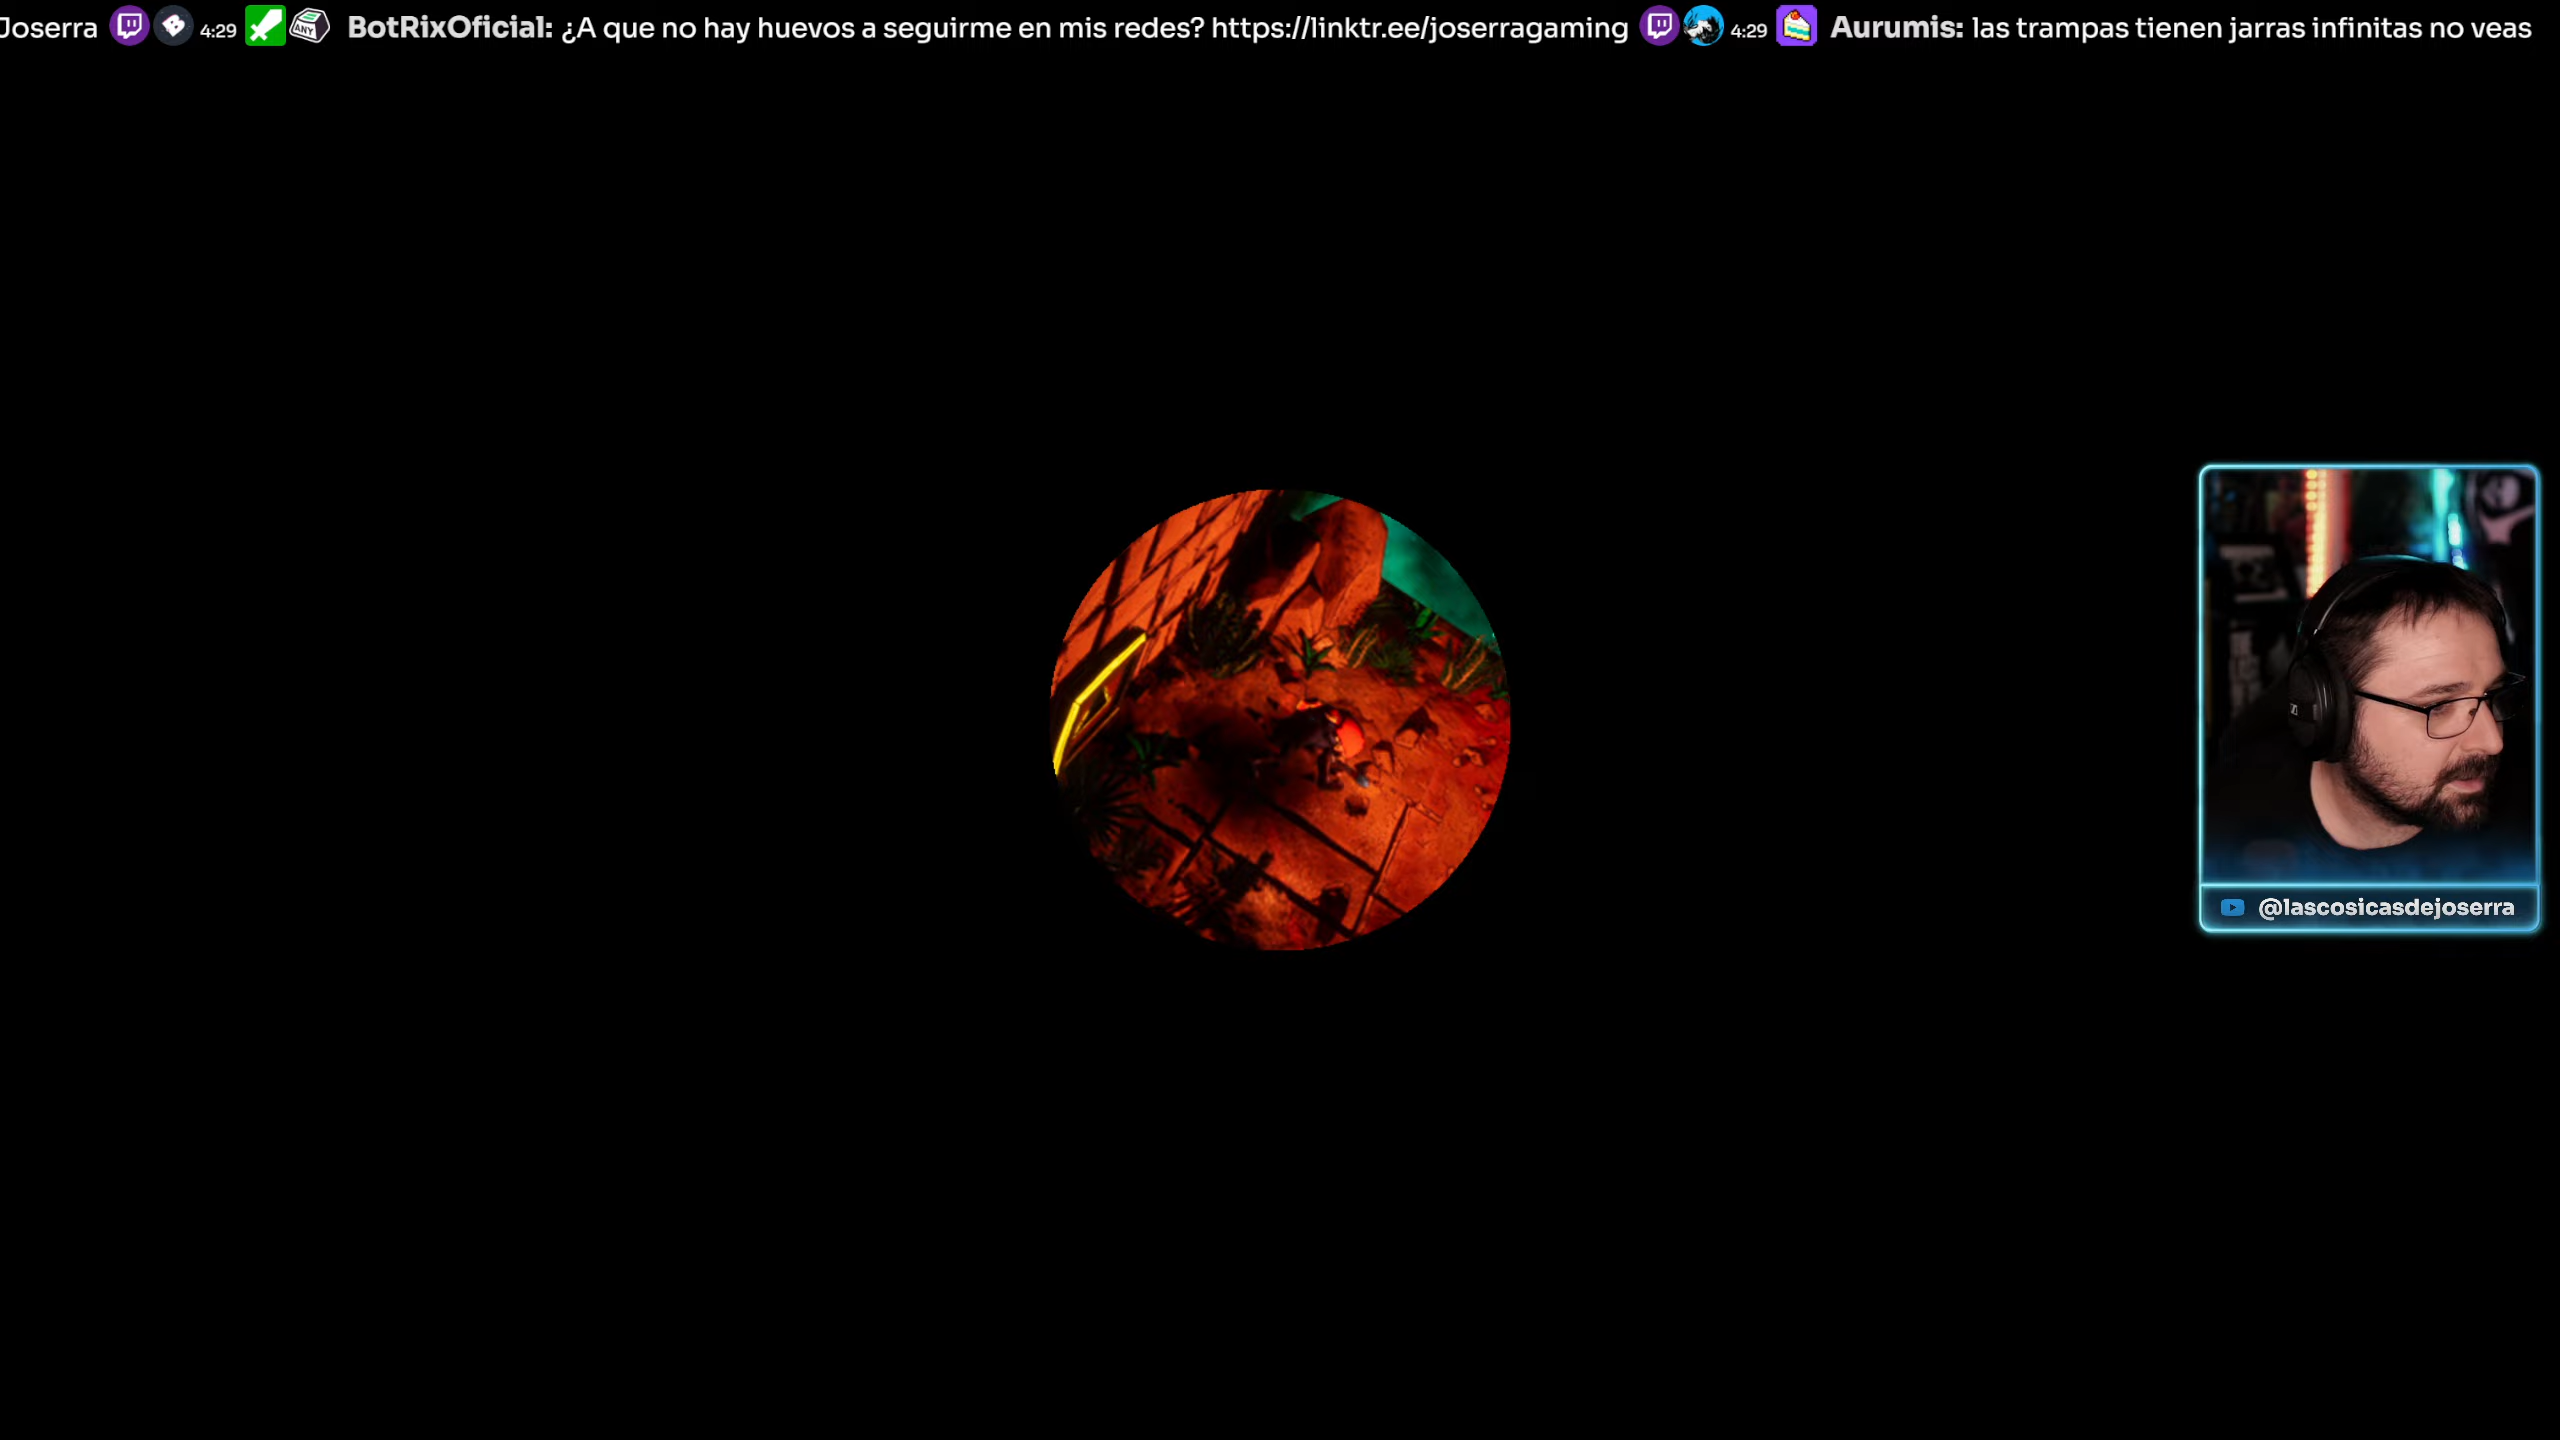 Joserra 4:29 ANY BotRixOficial: ¿A que no hay huevos a seguirme en mis redes? https://linktr.ee/joserragaming 4:29 Aurumis: las trampas tienen jarras infinitas no veas
@lascosicasdejoserra